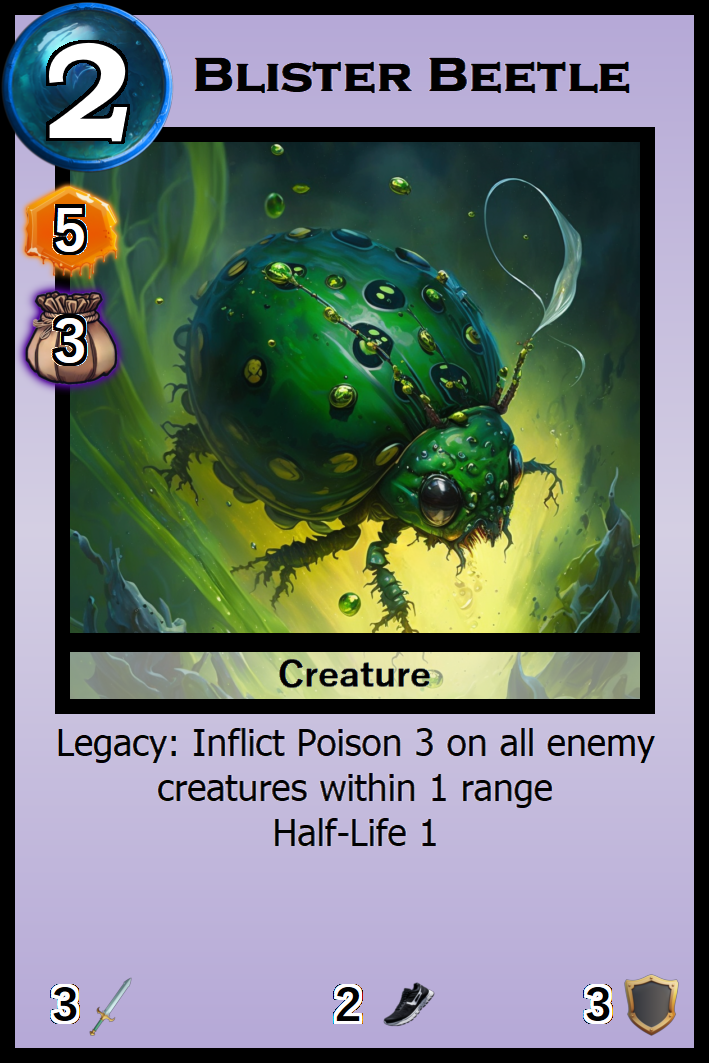 2
Blister Beetle
5
3
Creature
Legacy: Inflict Poison 3 on all enemy
creatures within 1 range
Half-Life 1
3
2
3